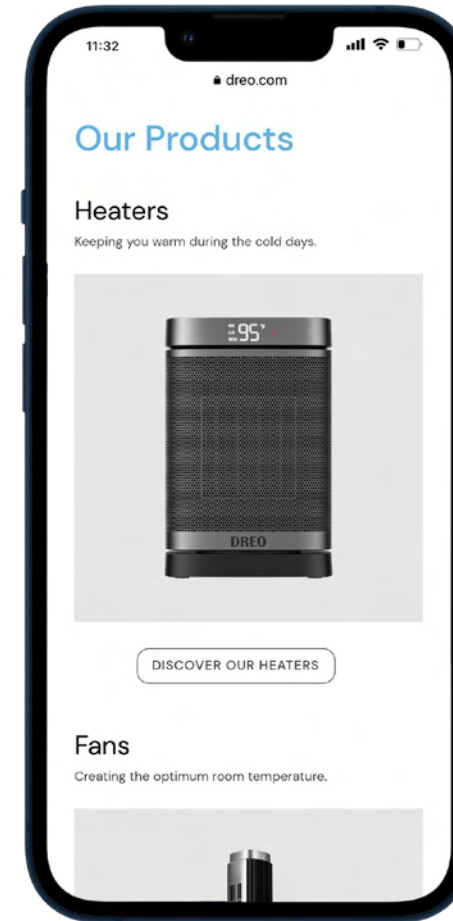 11:32
dreo.com
Our Products
Heaters
Keeping you warm during the cold days.
95°F
DREO
DISCOVER OUR HEATERS
Fans
Creating the optimum room temperature.